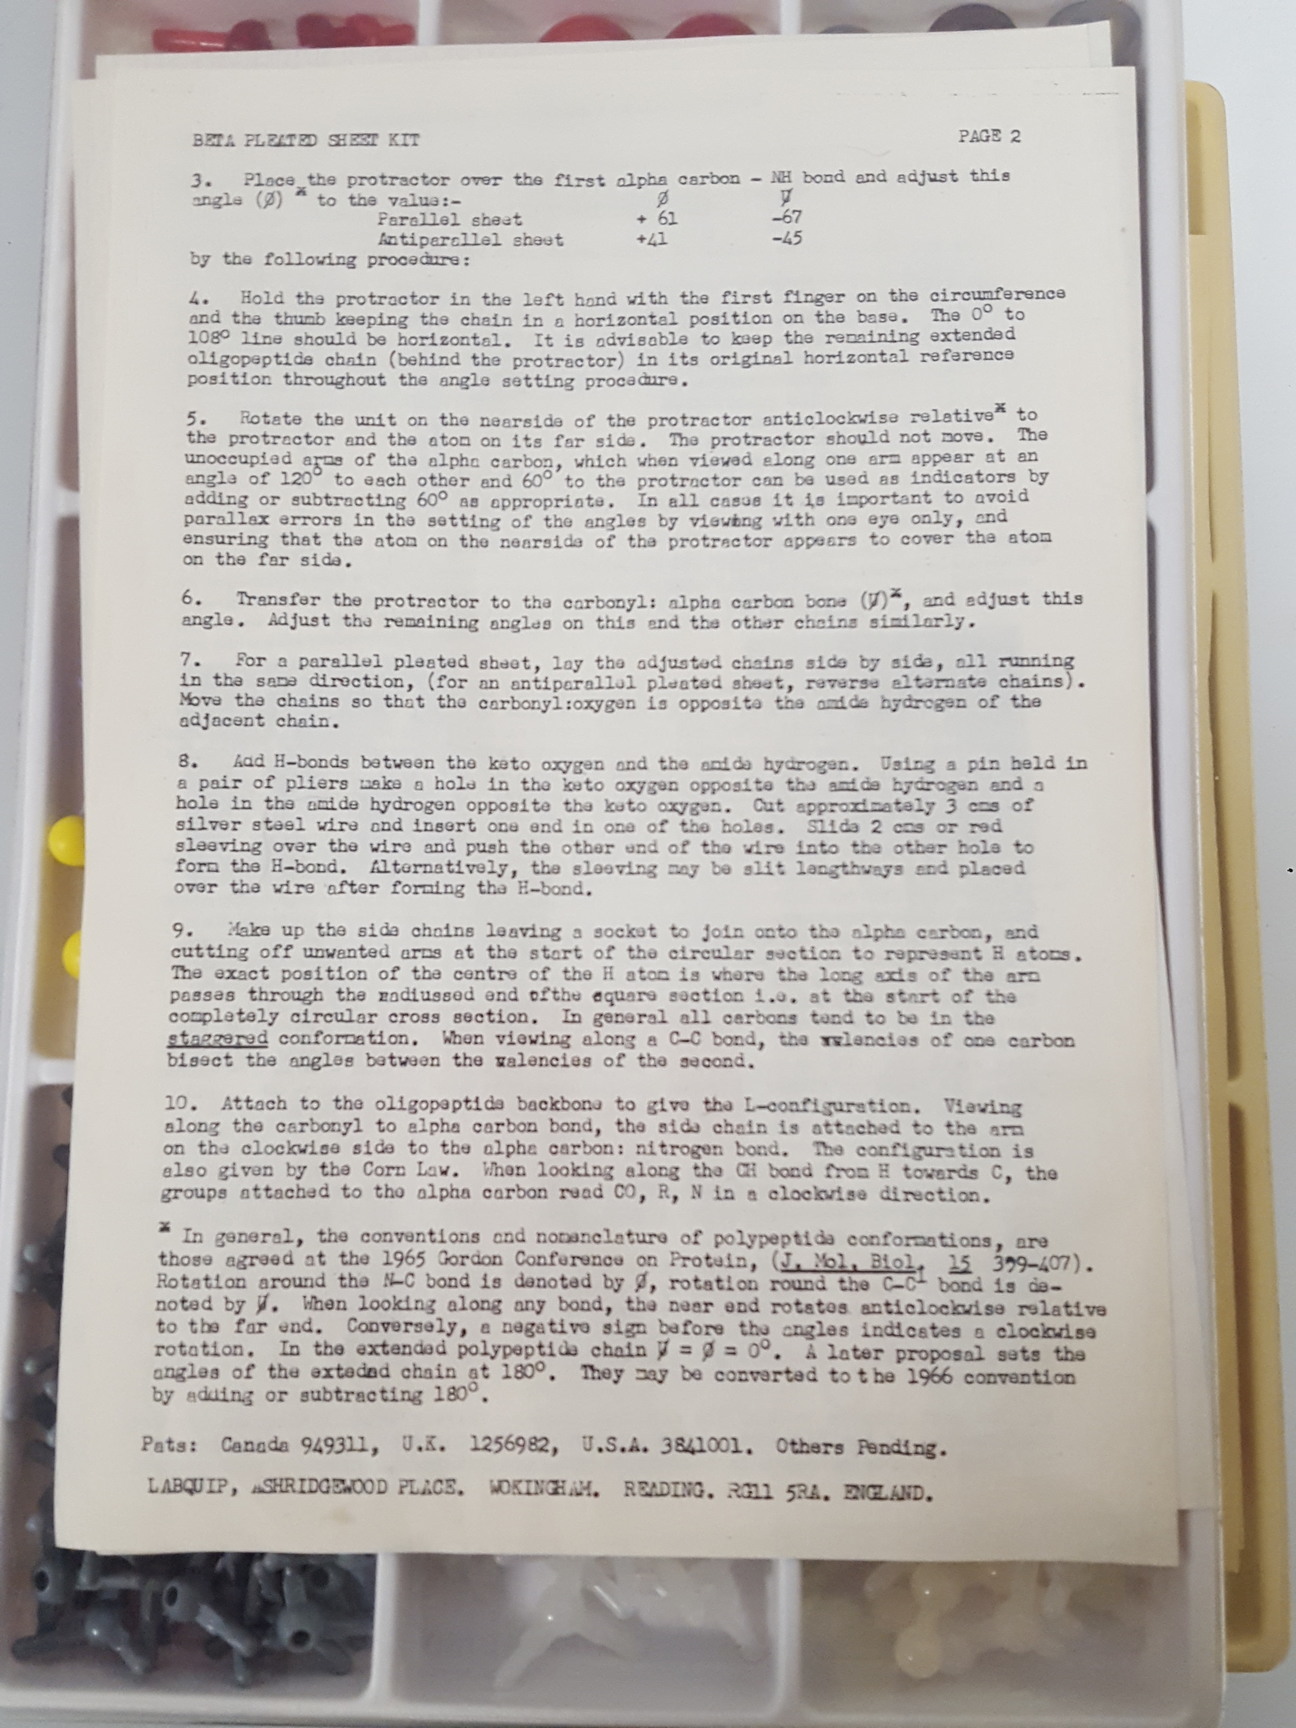 BETA PLEATED SHEET KIT PAGE 2
3. Place the protractor over the first alpha carbon - NH bond and adjust this
angle (Ø) * to the value:- Ø Ψ
Parallel sheet + 61 -67
Antiparallel sheet +41 -45
by the following procedure:
4. Hold the protractor in the left hand with the first finger on the circumference
and the thumb keeping the chain in a horizontal position on the base. The 0° to
108° line should be horizontal. It is advisable to keep the remaining extended
oligopeptide chain (behind the protractor) in its original horizontal reference
position throughout the angle setting procedure.
5. Rotate the unit on the nearside of the protractor anticlockwise relative* to
the protractor and the atom on its far side. The protractor should not move. The
unoccupied arms of the alpha carbon, which when viewed along one arm appear at an
angle of 120° to each other and 60° to the protractor can be used as indicators by
adding or subtracting 60° as appropriate. In all cases it is important to avoid
parallax errors in the setting of the angles by viewing with one eye only, and
ensuring that the atom on the nearside of the protractor appears to cover the atom
on the far side.
6. Transfer the protractor to the carbonyl: alpha carbon bone (Ψ)*, and adjust this
angle. Adjust the remaining angles on this and the other chains similarly.
7. For a parallel pleated sheet, lay the adjusted chains side by side, all running
in the same direction, (for an antiparallel pleated sheet, reverse alternate chains).
Move the chains so that the carbonyl:oxygen is opposite the amide hydrogen of the
adjacent chain.
8. Add H-bonds between the keto oxygen and the amide hydrogen. Using a pin held in
a pair of pliers make a hole in the keto oxygen opposite the amide hydrogen and a
hole in the amide hydrogen opposite the keto oxygen. Cut approximately 3 cms of
silver steel wire and insert one end in one of the holes. Slide 2 cms or red
sleeving over the wire and push the other end of the wire into the other hole to
form the H-bond. Alternatively, the sleeving may be slit lengthways and placed
over the wire after forming the H-bond.
9. Make up the side chains leaving a socket to join onto the alpha carbon, and
cutting off unwanted arms at the start of the circular section to represent H atoms.
The exact position of the centre of the H atom is where the long axis of the arm
passes through the radiussed end ofthe square section i.e. at the start of the
completely circular cross section. In general all carbons tend to be in the
staggered conformation. When viewing along a C-C bond, the valencies of one carbon
bisect the angles between the valencies of the second.
10. Attach to the oligopeptide backbone to give the L-configuration. Viewing
along the carbonyl to alpha carbon bond, the side chain is attached to the arm
on the clockwise side to the alpha carbon: nitrogen bond. The configuration is
also given by the Corn Law. When looking along the CH bond from H towards C, the
groups attached to the alpha carbon read CO, R, N in a clockwise direction.
* In general, the conventions and nomenclature of polypeptide conformations, are
those agreed at the 1965 Gordon Conference on Protein, (J. Mol. Biol. 15 399-407).
Rotation around the N-C bond is denoted by Ø, rotation round the C-C¹ bond is de-
noted by Ψ. When looking along any bond, the near end rotates anticlockwise relative
to the far end. Conversely, a negative sign before the angles indicates a clockwise
rotation. In the extended polypeptide chain Ψ = Ø = 0°. A later proposal sets the
angles of the exteded chain at 180°. They may be converted to the 1966 convention
by adding or subtracting 180°.
Pats: Canada 949311, U.K. 1256982, U.S.A. 3841001. Others Pending.
LABQUIP, ASHRIDGEWOOD PLACE. WOKINGHAM. READING. RG11 5RA. ENGLAND.